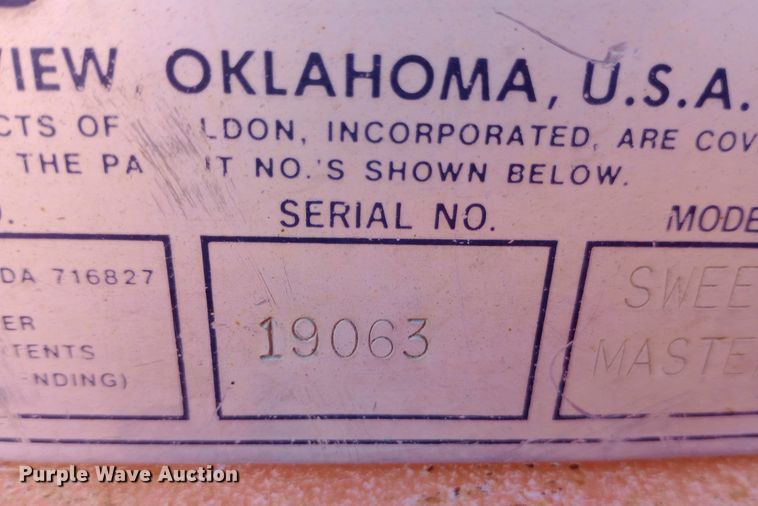 VIEW, OKLAHOMA, U.S.A.
CTS OF LDON, INCORPORATED, ARE COV
THE PA T NO.'S SHOWN BELOW.
SERIAL NO. MODE
DA 716827
ER
TENTS
NDING)
19063
SWEE
MASTE
Purple Wave Auction